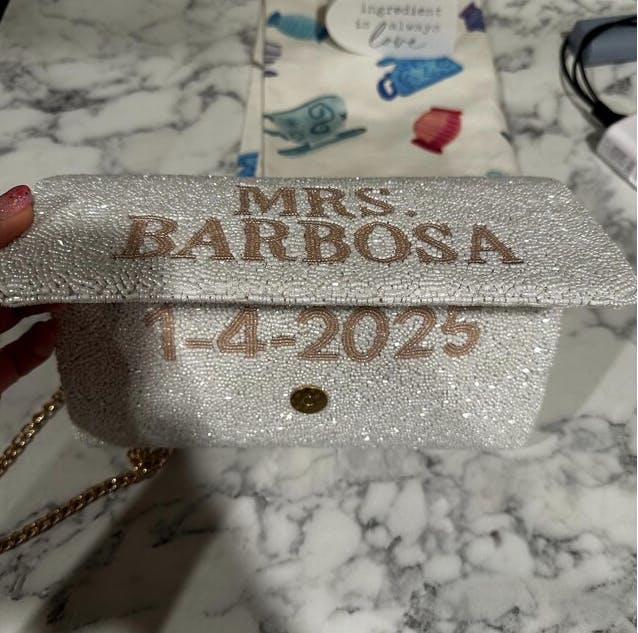 ingredient
is always
love
MRS.
BARBOSA
1-4-2025